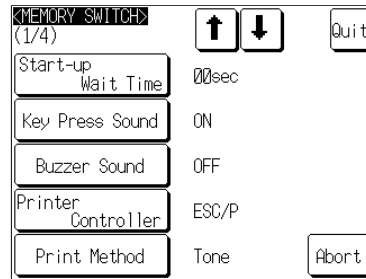 <MEMORY SWITCH>
(1/4)
Quit
Start-up
Wait Time
00sec
Key Press Sound
ON
Buzzer Sound
OFF
Printer
Controller
ESC/P
Print Method
Tone
Abort